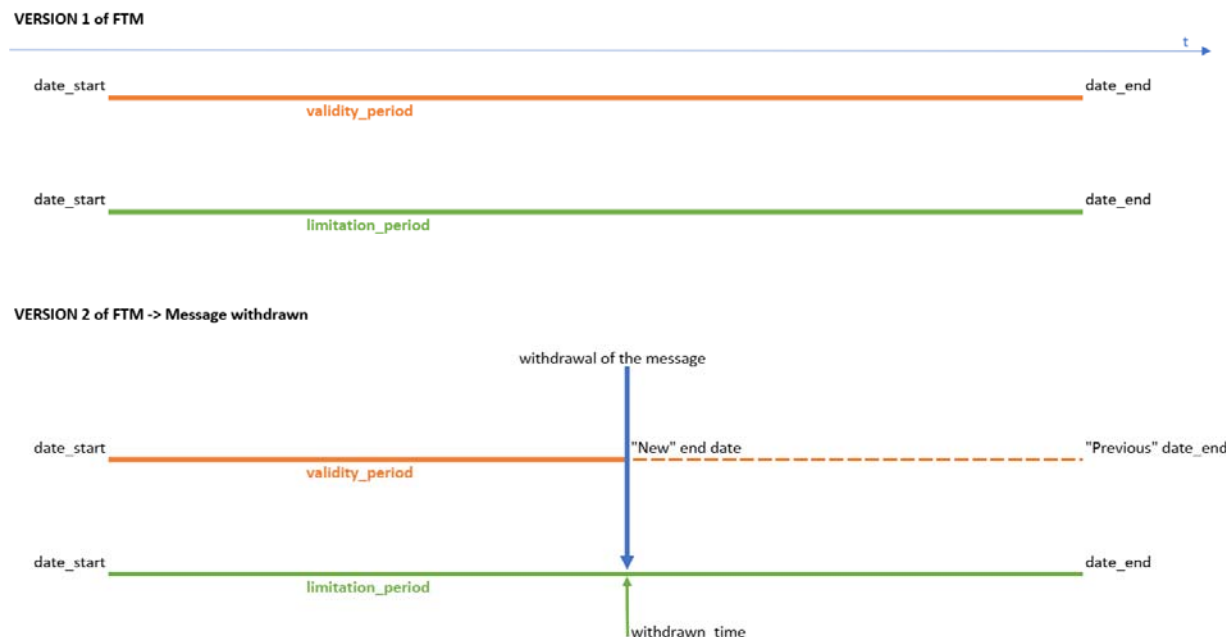 VERSION 1 of FTM
t
date_start
date_end
validity_period
date_start
date_end
limitation_period
VERSION 2 of FTM -> Message withdrawn
withdrawal of the message
date_start
"New" end date
"Previous" date_end
validity_period
date_start
date_end
limitation_period
withdrawn_time